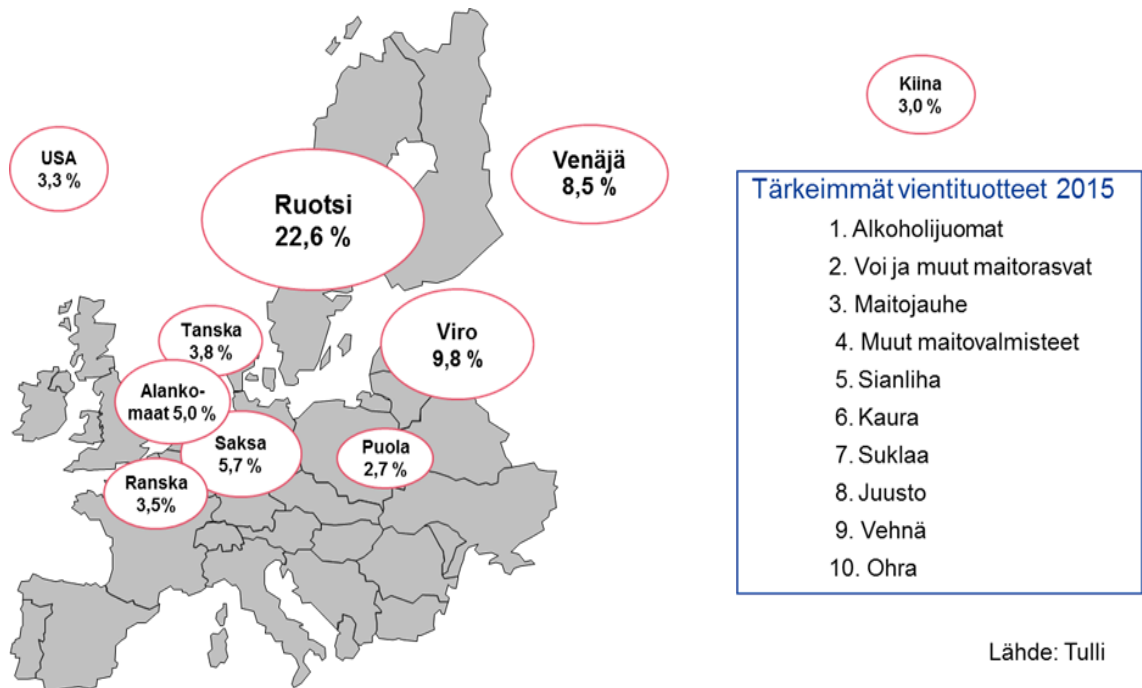 USA
3,3 %
Ruotsi
22,6 %
Venäjä
8,5 %
Kiina
3,0 %
Tanska
3,8 %
Viro
9,8 %
Alanko-
maat 5,0 %
Saksa
5,7 %
Puola
2,7 %
Ranska
3,5%
Tärkeimmät vientituotteet 2015
1. Alkoholijuomat
2. Voi ja muut maitorasvat
3. Maitojauhe
4. Muut maitovalmisteet
5. Sianliha
6. Kaura
7. Suklaa
8. Juusto
9. Vehnä
10. Ohra
Lähde: Tulli